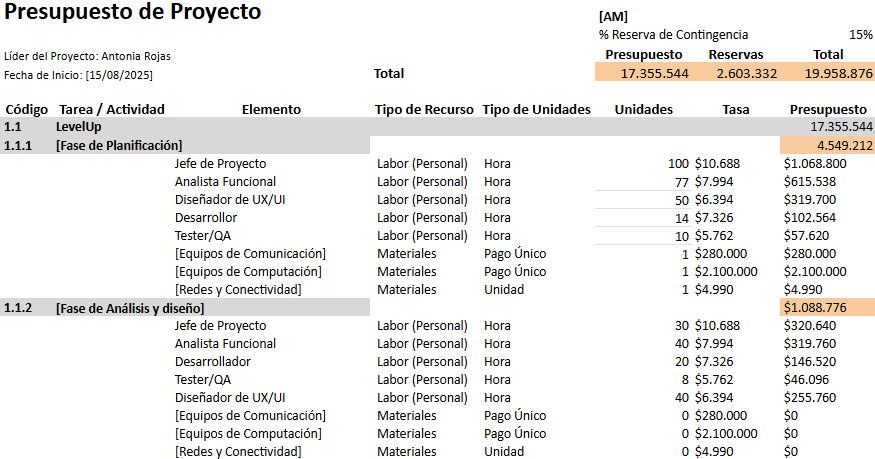 Presupuesto de Proyecto
[AM]
% Reserva de Contingencia 15%
Líder del Proyecto: Antonia Rojas Presupuesto Reservas Total
Fecha de Inicio: [15/08/2025] Total 17.355.544 2.603.332 19.958.876
Código Tarea / Actividad Elemento Tipo de Recurso Tipo de Unidades Unidades Tasa Presupuesto
1.1 LevelUp 17.355.544
1.1.1 [Fase de Planificación] 4.549.212
Jefe de Proyecto Labor (Personal) Hora 100 $10.688 $1.068.800
Analista Funcional Labor (Personal) Hora 77 $7.994 $615.538
Diseñador de UX/UI Labor (Personal) Hora 50 $6.394 $319.700
Desarrollor Labor (Personal) Hora 14 $7.326 $102.564
Tester/QA Labor (Personal) Hora 10 $5.762 $57.620
[Equipos de Comunicación] Materiales Pago Único 1 $280.000 $280.000
[Equipos de Computación] Materiales Pago Único 1 $2.100.000 $2.100.000
[Redes y Conectividad] Materiales Unidad 1 $4.990 $4.990
1.1.2 [Fase de Análisis y diseño] $1.088.776
Jefe de Proyecto Labor (Personal) Hora 30 $10.688 $320.640
Analista Funcional Labor (Personal) Hora 40 $7.994 $319.760
Desarrollador Labor (Personal) Hora 20 $7.326 $146.520
Tester/QA Labor (Personal) Hora 8 $5.762 $46.096
Diseñador de UX/UI Labor (Personal) Hora 40 $6.394 $255.760
[Equipos de Comunicación] Materiales Pago Único 0 $280.000 $0
[Equipos de Computación] Materiales Pago Único 0 $2.100.000 $0
[Redes y Conectividad] Materiales Unidad 0 $4.990 $0